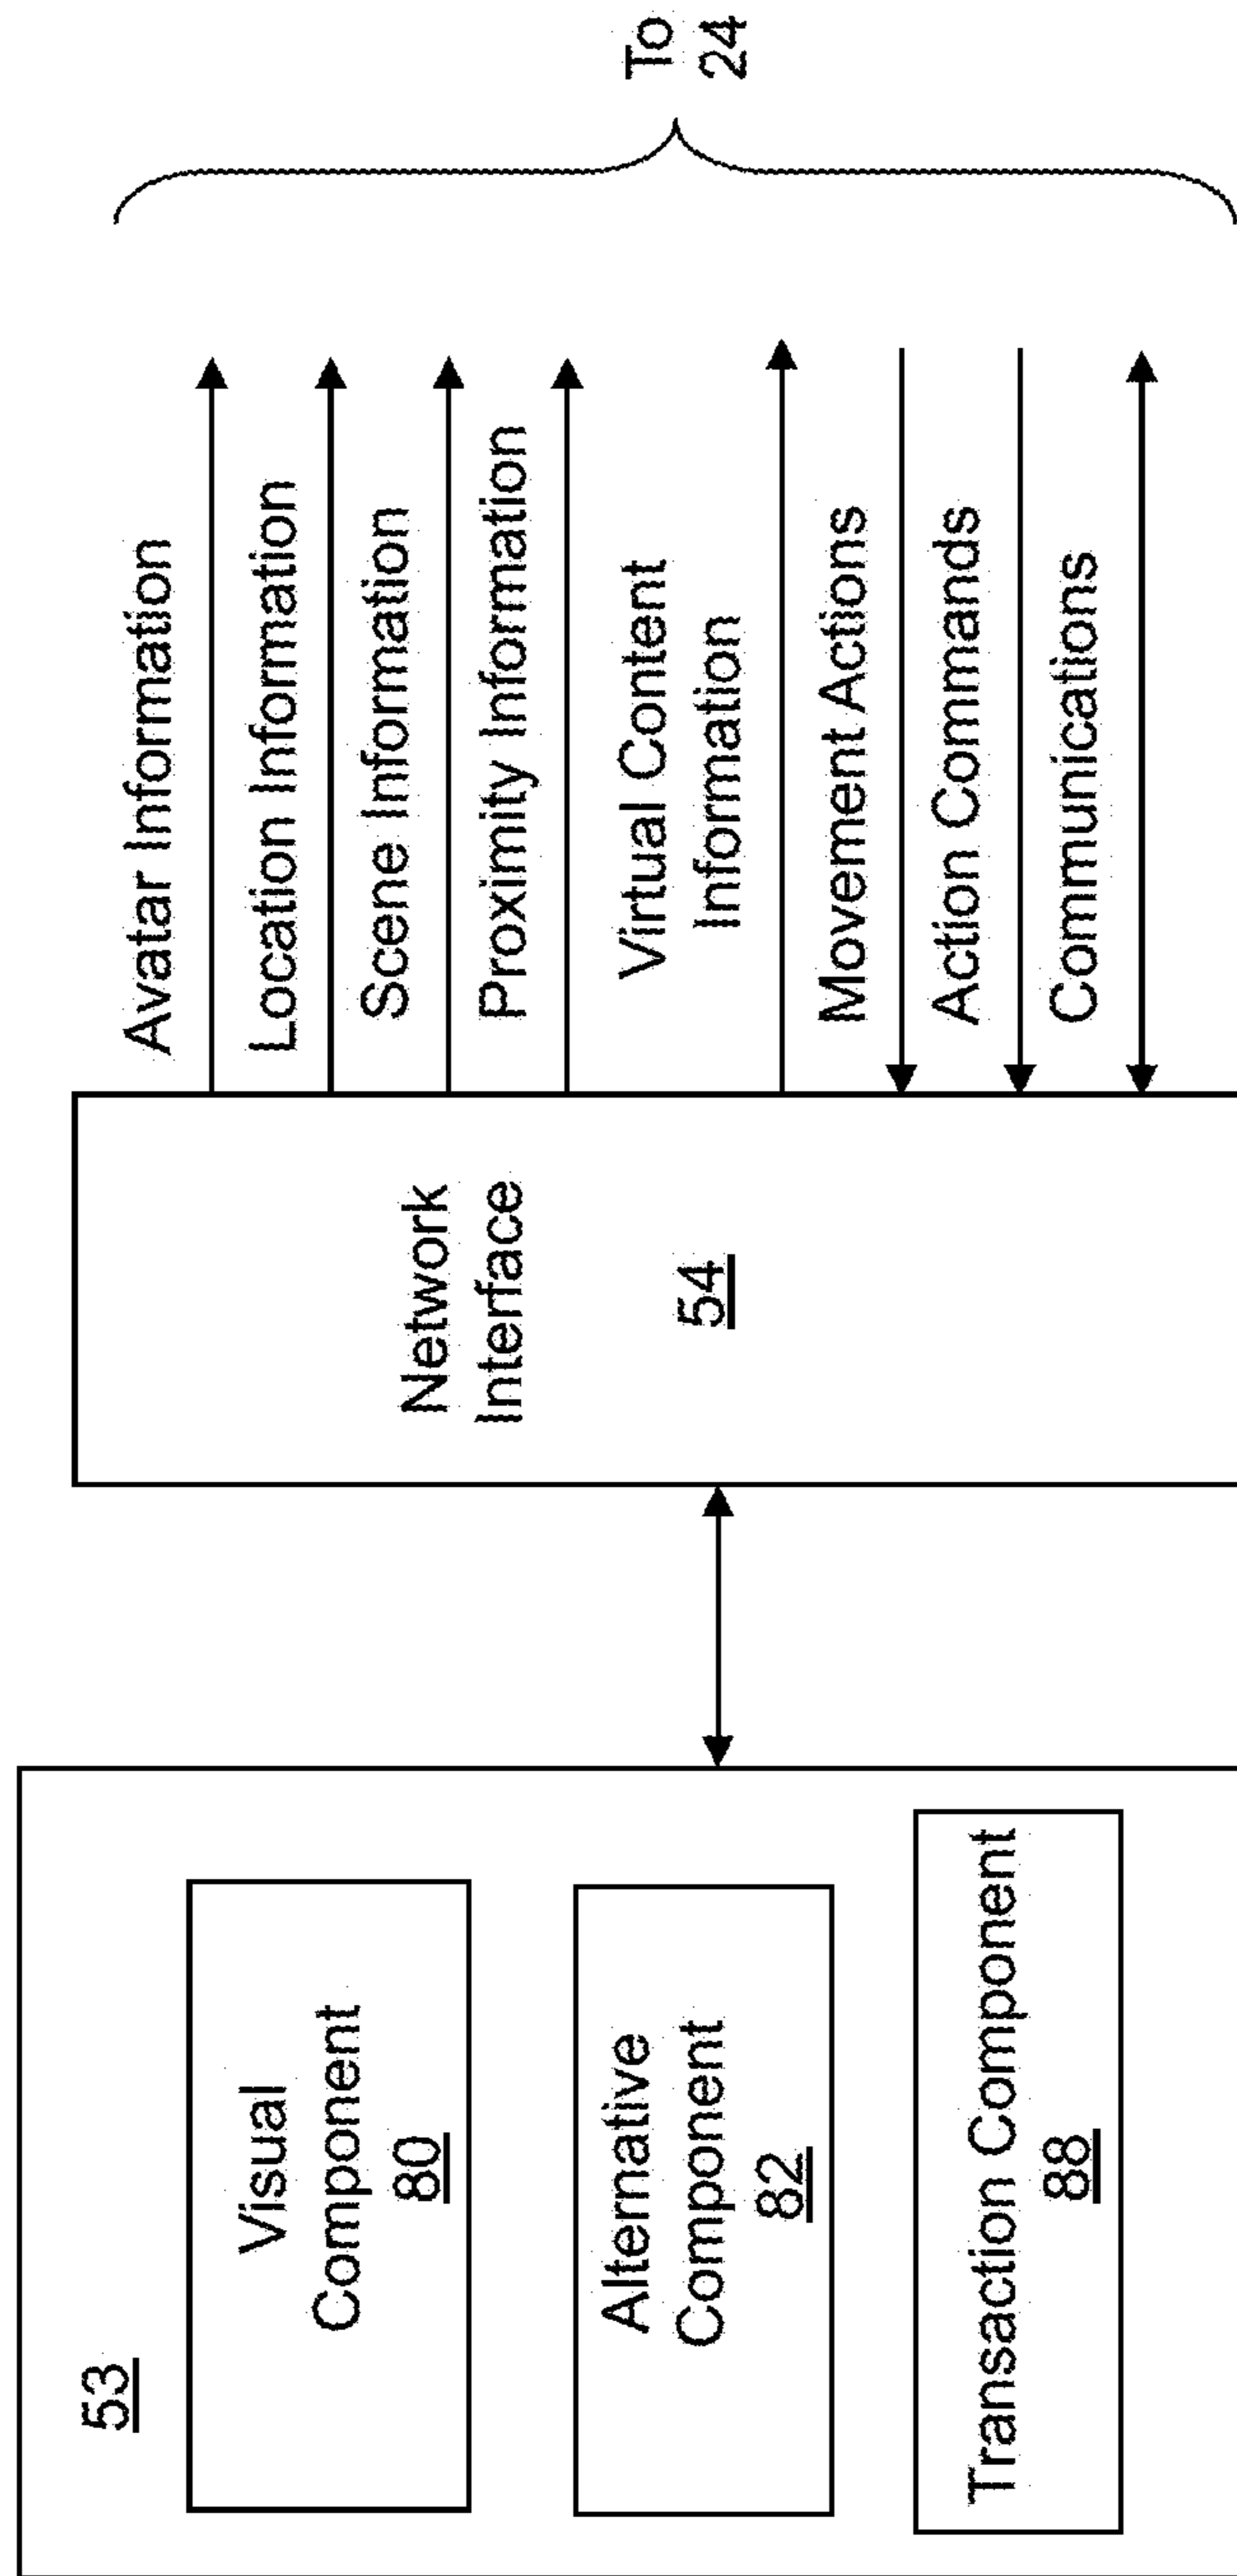 53
Visual
Component
80
Alternative
Component
82
Transaction Component
88
Network
Interface
54
Avatar Information
Location Information
Scene Information
Proximity Information
Virtual Content
Information
Movement Actions
Action Commands
Communications
To
24